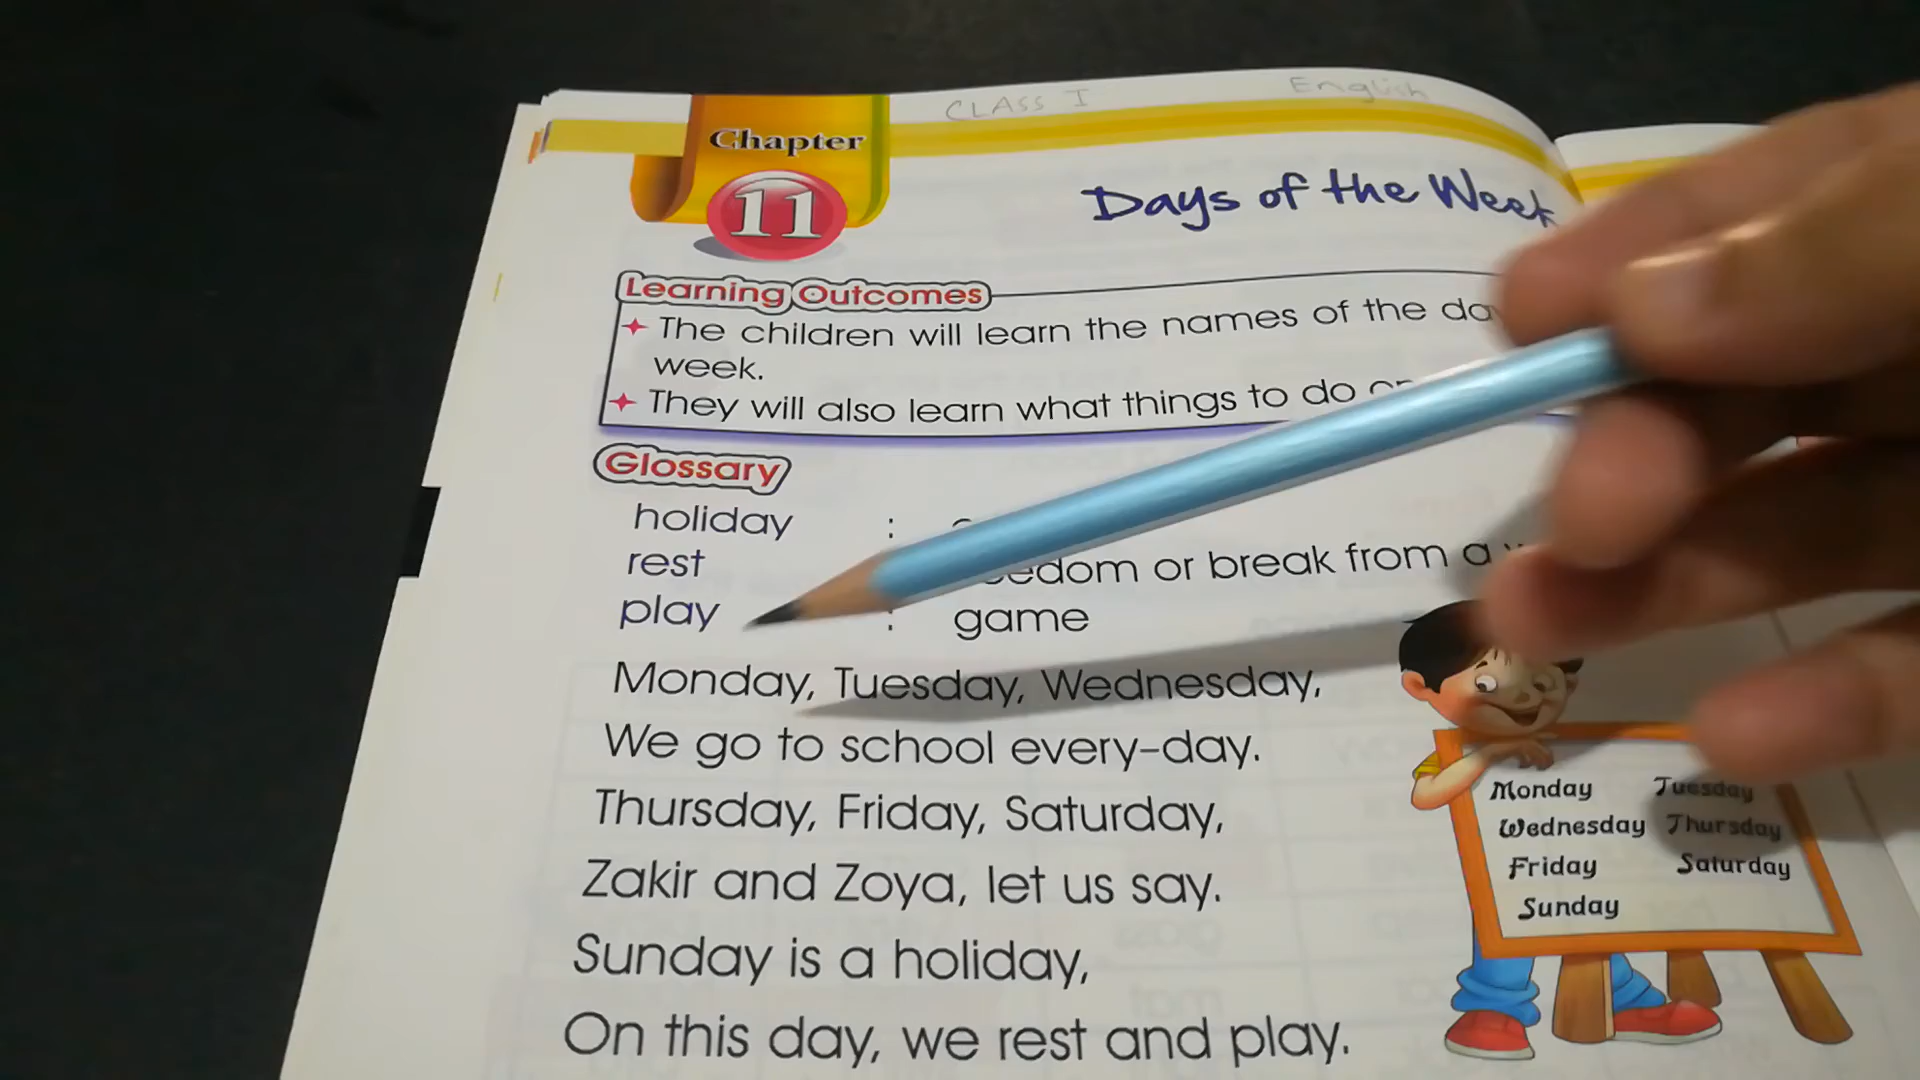 CLASS I English
Chapter
11
Days of the Week
Learning Outcomes
The children will learn the names of the
week.
They will also learn what things to do
Glossary
holiday :
rest
or break from a
play : game
Monday, Tuesday, Wednesday,
We go to school every-day.
Thursday, Friday, Saturday,
Zakir and Zoya, let us say.
Sunday is a holiday,
On this day, we rest and play.
Monday Tuesday
Wednesday Thursday
Friday Saturday
Sunday